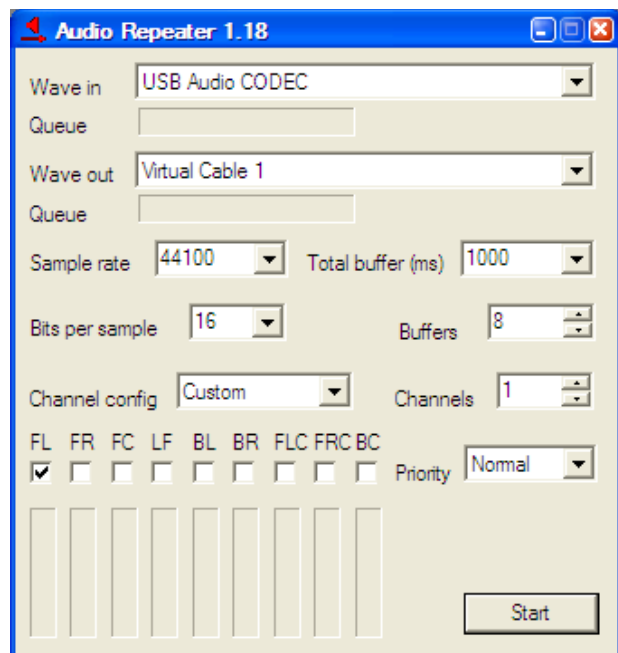 Audio Repeater 1.18
Wave in USB Audio CODEC
Queue
Wave out Virtual Cable 1
Queue
Sample rate 44100 Total buffer (ms) 1000
Bits per sample 16 Buffers 8
Channel config Custom Channels 1
FL FR FC LF BL BR FLC FRC BC
Priority Normal
Start